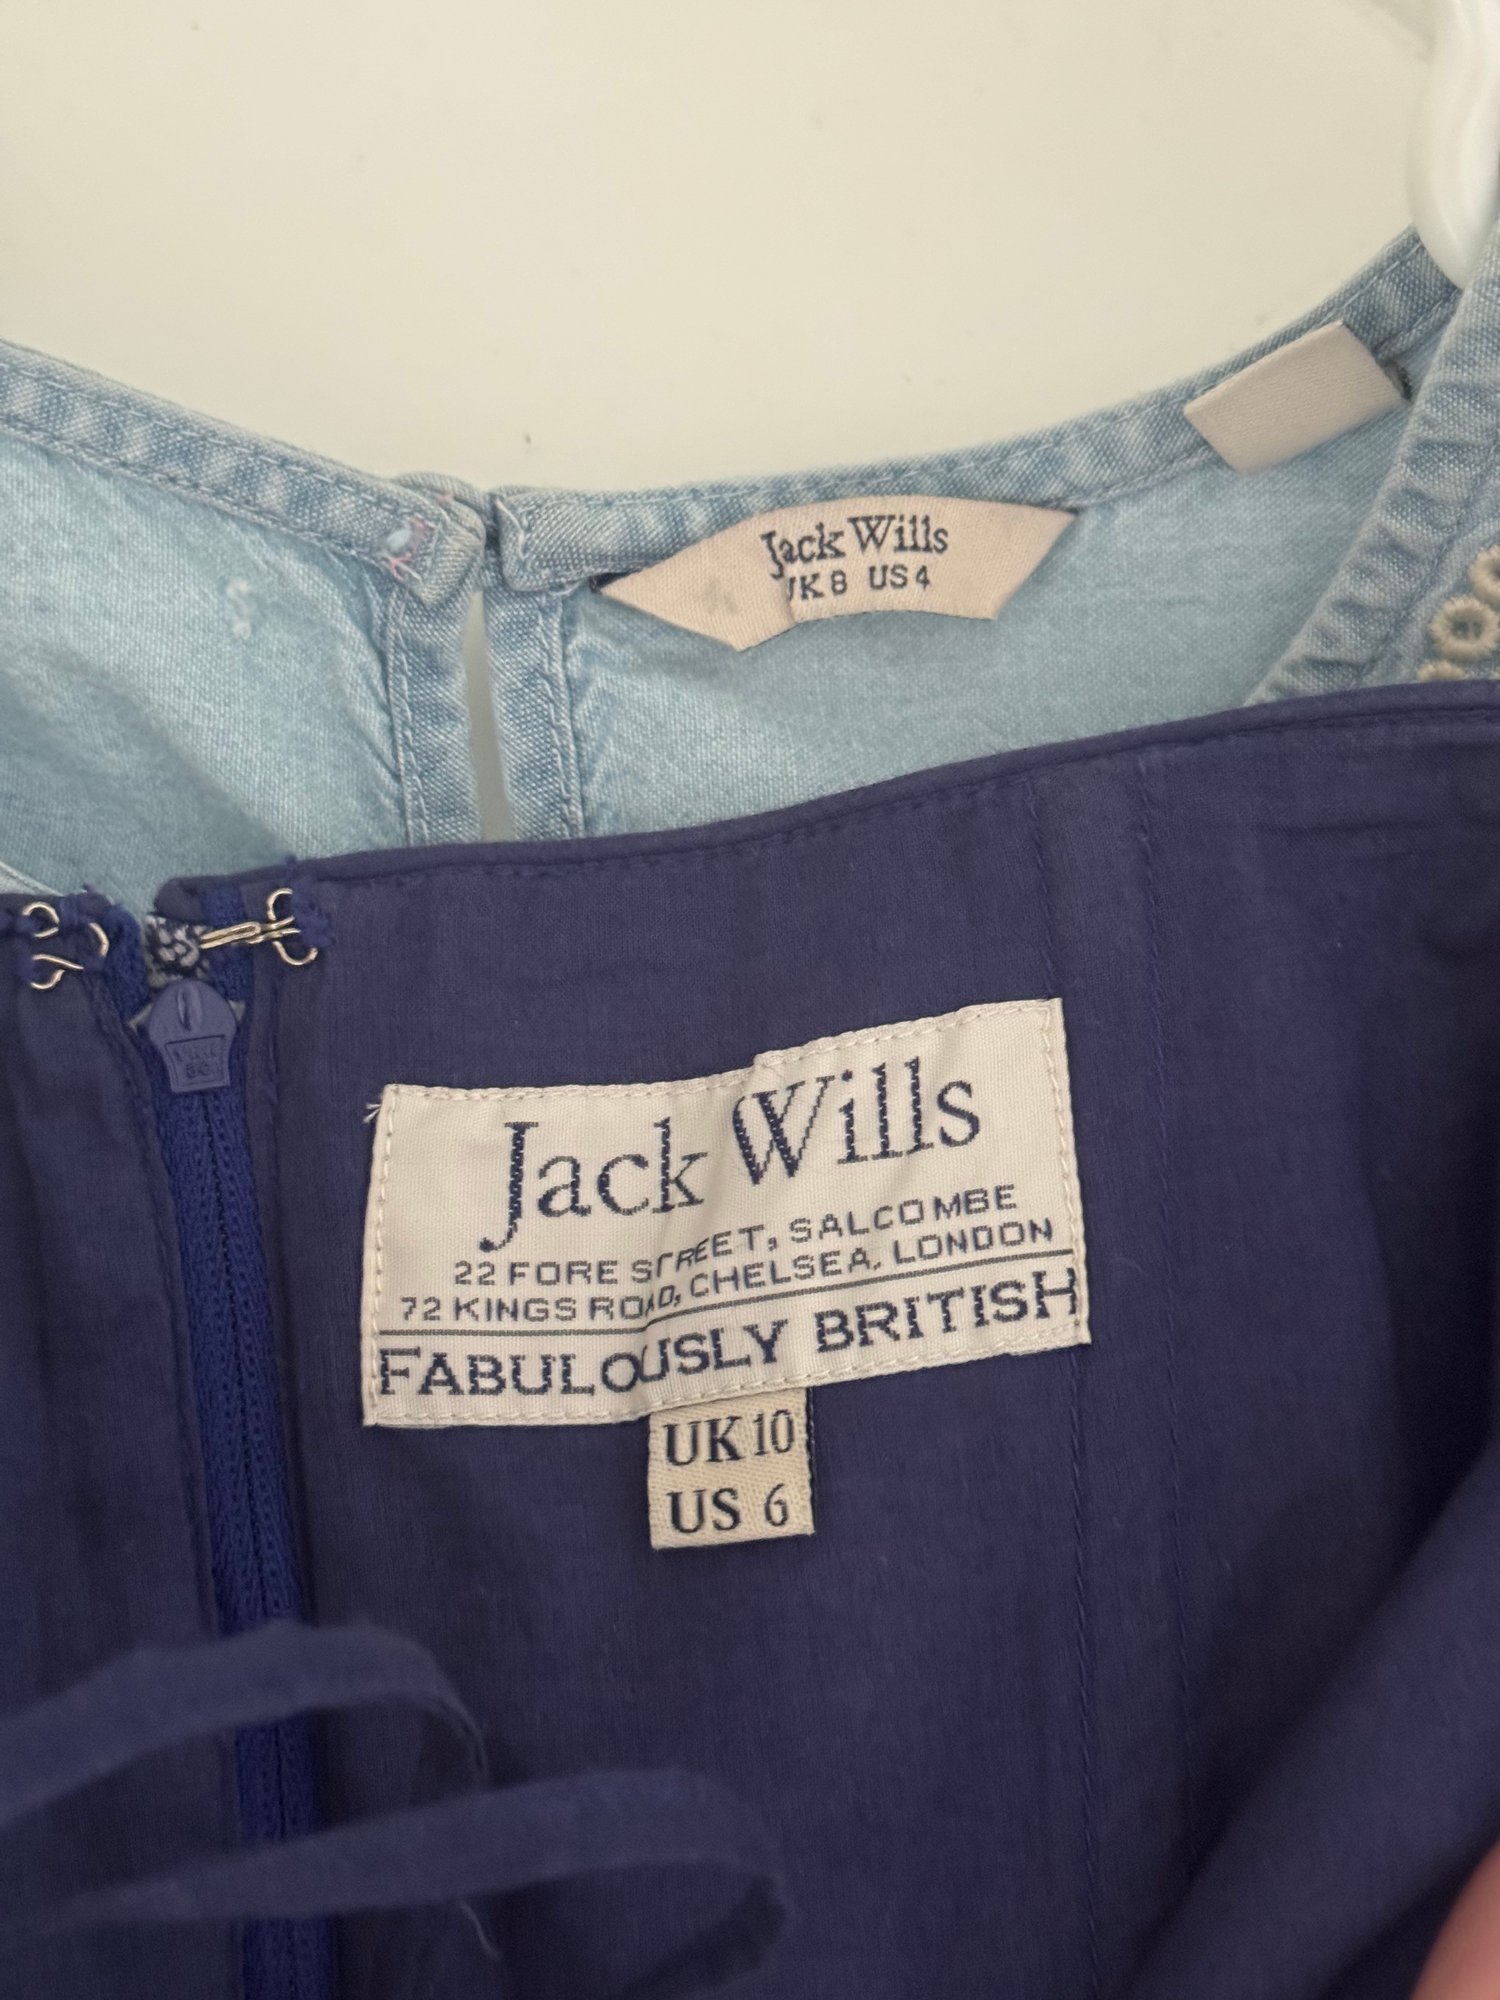 Jack Wills
UK 8 US 4
Jack Wills
22 FORE STREET, SALCOMBE
72 KINGS ROAD, CHELSEA, LONDON
FABULOUSLY BRITISH
UK 10
US 6